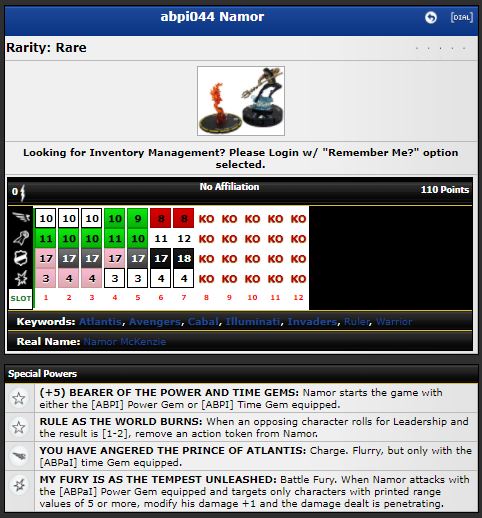 abpi044 Namor
[DIAL]
Rarity: Rare
Looking for Inventory Management? Please Login w/ "Remember Me?" option
selected.
0 No Affiliation 110 Points
10 10 10 10 9 8 8 KO KO KO KO KO
11 10 10 11 10 11 12 KO KO KO KO KO
17 17 17 17 17 17 18 KO KO KO KO KO
3 4 4 3 3 4 4 KO KO KO KO KO
SLOT 1 2 3 4 5 6 7 8 9 10 11 12
Keywords: Atlantis, Avengers, Cabal, Illuminati, Invaders, Ruler, Warrior
Real Name: Namor McKenzie
Special Powers
(+5) BEARER OF THE POWER AND TIME GEMS: Namor starts the game with
either the [ABPI] Power Gem or [ABPI] Time Gem equipped.
RULE AS THE WORLD BURNS: When an opposing character rolls for Leadership and
the result is [1-2], remove an action token from Namor.
YOU HAVE ANGERED THE PRINCE OF ATLANTIS: Charge. Flurry, but only with the
[ABPaI] time Gem equipped.
MY FURY IS AS THE TEMPEST UNLEASHED: Battle Fury. When Namor attacks with
the [ABPaI] Power Gem equipped and targets only characters with printed range
values of 5 or more, modify his damage +1 and the damage dealt is penetrating.